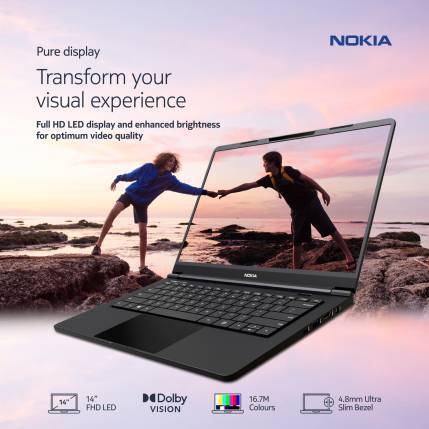 NOKIA
Pure display
Transform your
visual experience
Full HD LED display and enhanced brightness
for optimum video quality
NOKIA
14"
14"
FHD LED
Dolby
VISION
16.7M
Colours
4.8mm Ultra
Slim Bezel